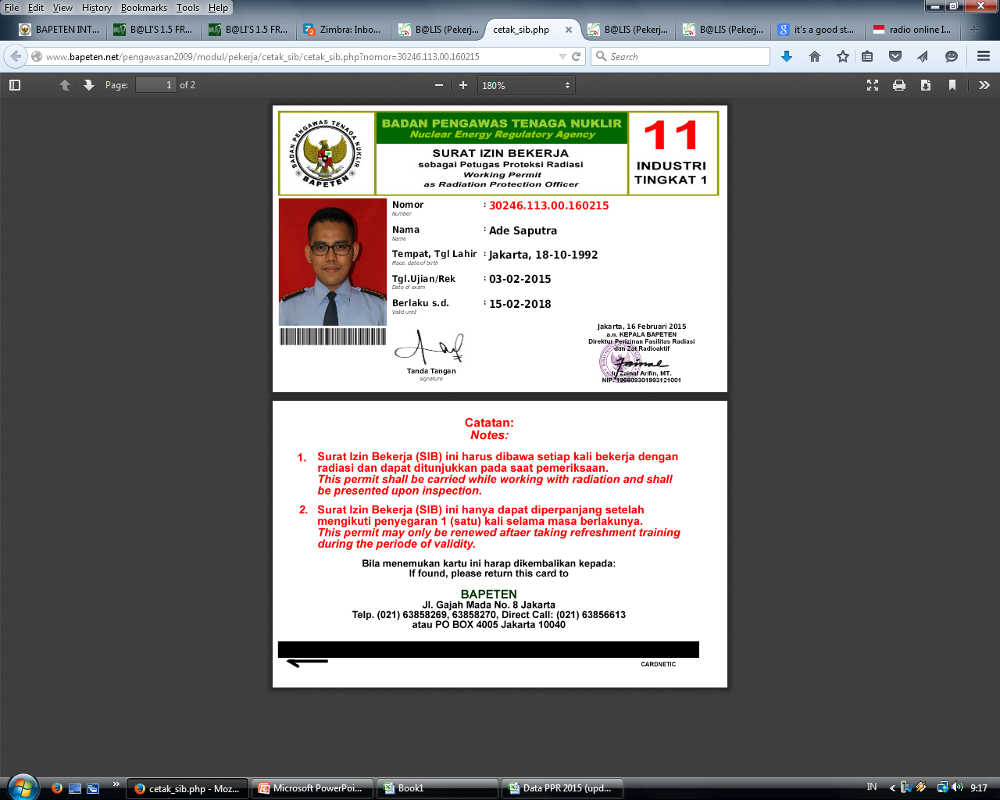 File Edit View History Bookmarks Tools Help
BAPETEN INT...
B@LI'S 1.5 FR...
B@LI'S 1.5 FR...
Zimbra: Inbo...
B@LIS (Pekerj...
cetak_sib.php
B@LIS (Pekerj...
B@LIS (Pekerj...
it's a good st...
radio online I...
www.bapeten.net/pengawasan2009/modul/pekerja/cetak_sib/cetak_sib.php?nomor=30246.113.00.160215
Search
Page: 1 of 2
180%
BADAN PENGAWAS TENAGA NUKLIR
BAPETEN
BADAN PENGAWAS TENAGA NUKLIR
Nuclear Energy Regulatory Agency
SURAT IZIN BEKERJA
sebagai Petugas Proteksi Radiasi
Working Permit
as Radiation Protection Officer
11
INDUSTRI
TINGKAT 1
Nomor : 30246.113.00.160215
Number
Nama : Ade Saputra
Name
Tempat, Tgl Lahir : Jakarta, 18-10-1992
Place, date of birth
Tgl.Ujian/Rek : 03-02-2015
Date of exam
Berlaku s.d. : 15-02-2018
Valid until
Tanda Tangan
signature
Jakarta, 16 Februari 2015
a.n. KEPALA BAPETEN
Direktur Perizinan Fasilitas Radiasi
dan Zat Radioaktif
Ir. Zainal Arifin, MT.
NIP. 196609301993121001
Catatan:
Notes:
1. Surat Izin Bekerja (SIB) ini harus dibawa setiap kali bekerja dengan
radiasi dan dapat ditunjukkan pada saat pemeriksaan.
This permit shall be carried while working with radiation and shall
be presented upon inspection.
2. Surat Izin Bekerja (SIB) ini hanya dapat diperpanjang setelah
mengikuti penyegaran 1 (satu) kali selama masa berlakunya.
This permit may only be renewed aftaer taking refreshment training
during the periode of validity.
Bila menemukan kartu ini harap dikembalikan kepada:
If found, please return this card to
BAPETEN
Jl. Gajah Mada No. 8 Jakarta
Telp. (021) 63858269, 63858270, Direct Call: (021) 63856613
atau PO BOX 4005 Jakarta 10040
CARDNETIC
cetak_sib.php - Moz...
Microsoft PowerPoi...
Book1
Data PPR 2015 (upd...
IN
9:17